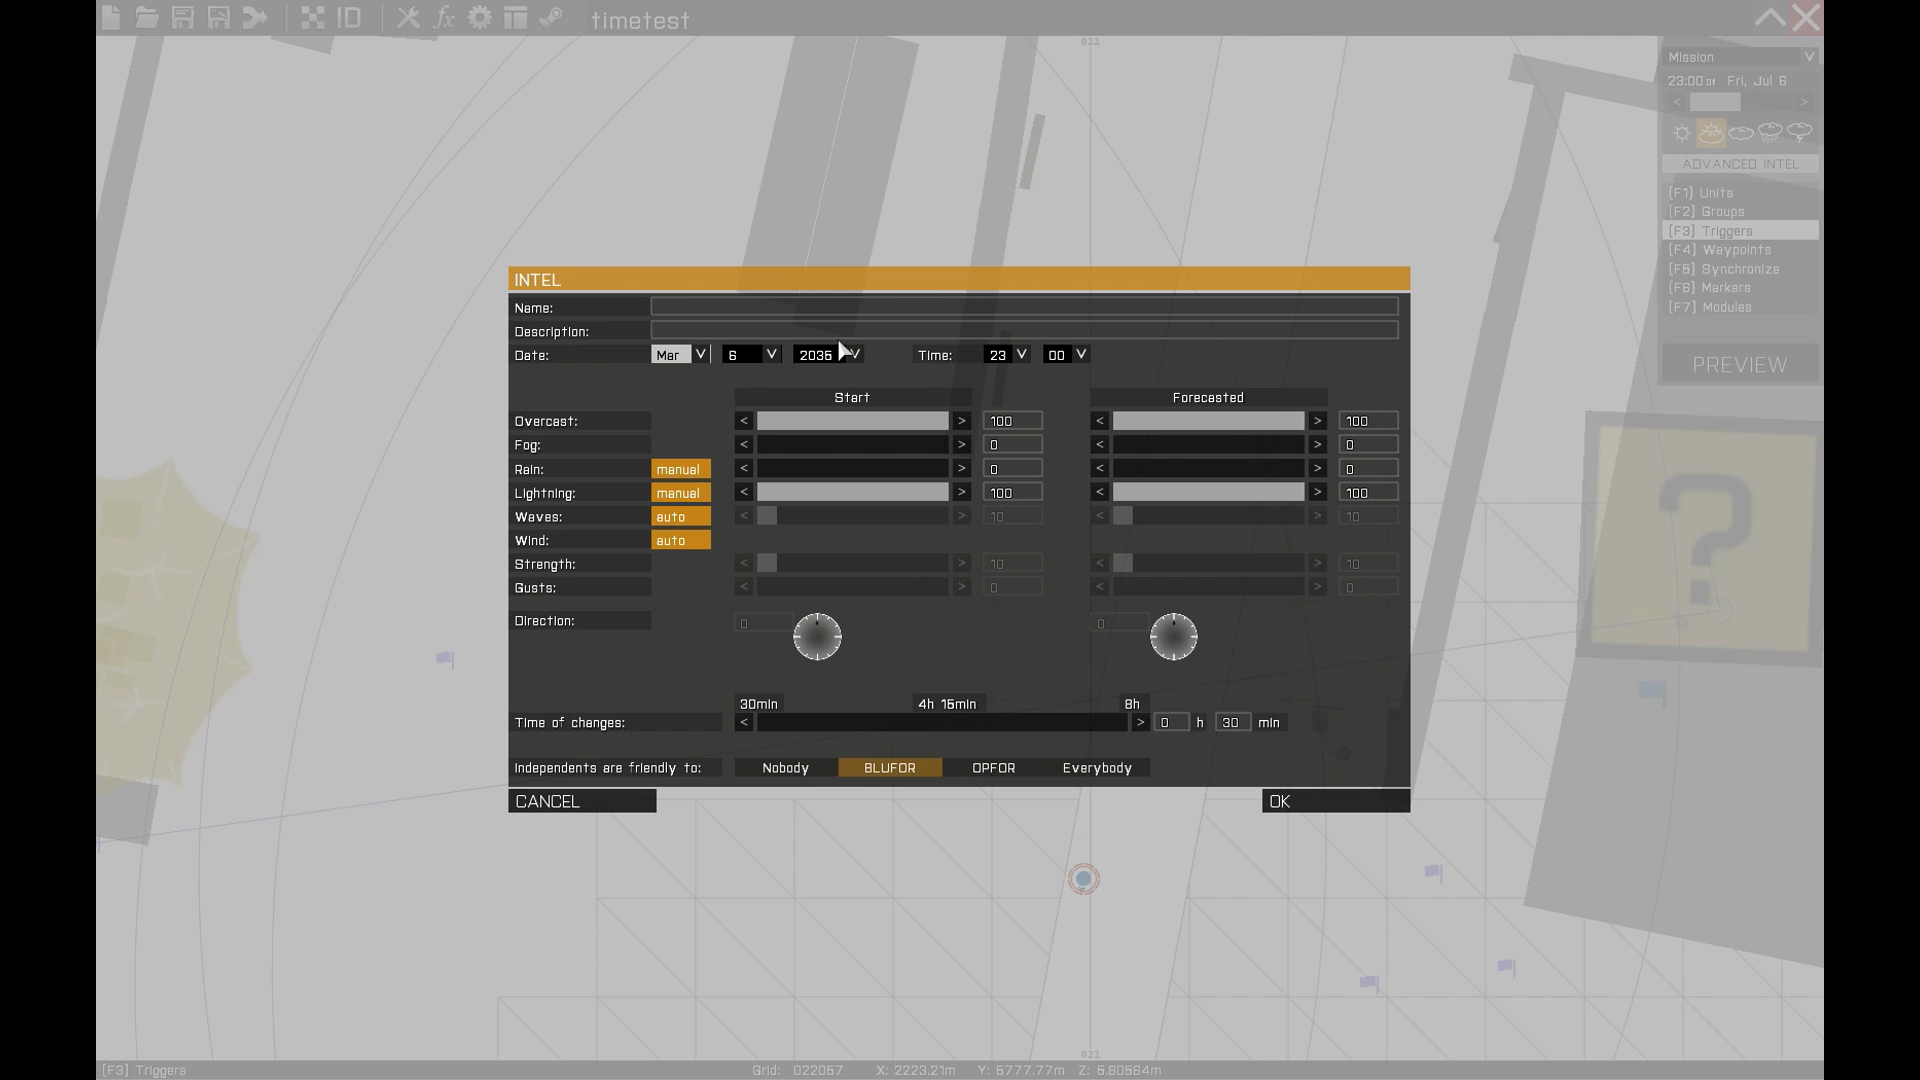 ID
fx
timetest
022
Mission
23:00 Fri, Jul 6
ADVANCED INTEL
(F1) Units
(F2) Groups
(F3) Triggers
(F4) Waypoints
(F5) Synchronize
(F6) Markers
(F7) Modules
PREVIEW
INTEL
Name:
Description:
Date: Mar 6 2035 Time: 23 00
Start Forecasted
Overcast: 100 100
Fog: 0 0
Rain: manual 0 0
Lightning: manual 100 100
Waves: auto 10 10
Wind: auto
Strength: 10 10
Gusts: 0 0
Direction: 0 0
30min 4h 15min 8h
Time of changes: 0 h 30 min
Independents are friendly to: Nobody BLUFOR OPFOR Everybody
CANCEL OK
?
022
(F3) Triggers Grid: 022057 X: 2223.21m Y: 5777.77m Z: 5.80564m